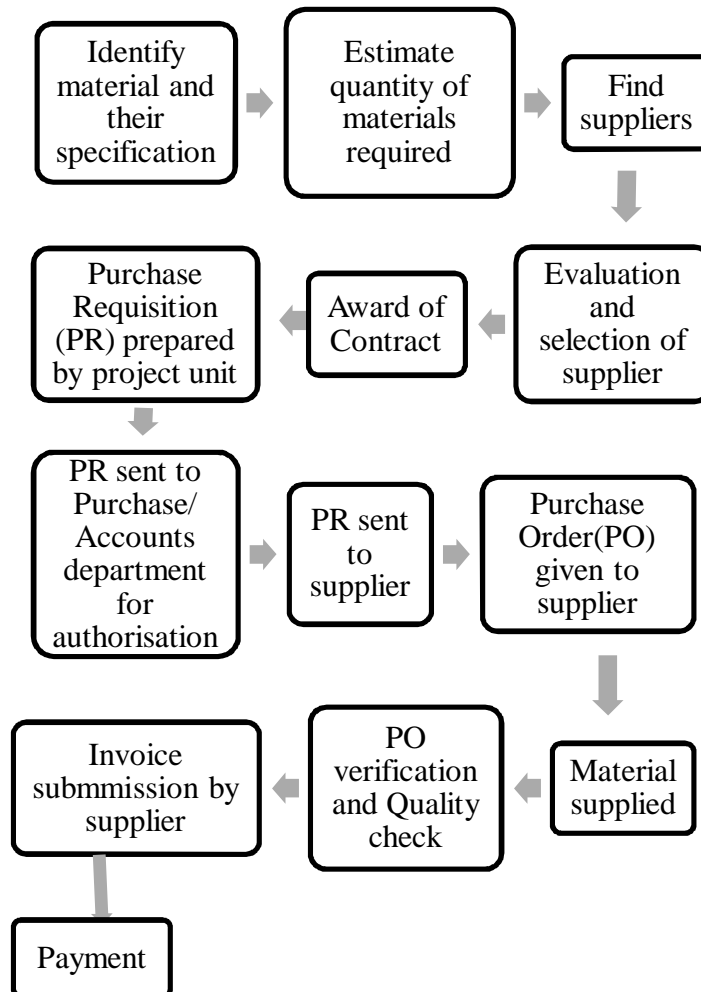 Identify
material and
their
specification
Estimate
quantity of
materials
required
Find
suppliers
Evaluation
and
selection of
supplier
Award of
Contract
Purchase
Requisition
(PR) prepared
by project unit
PR sent to
Purchase/
Accounts
department
for
authorisation
PR sent
to
supplier
Purchase
Order(PO)
given to
supplier
Material
supplied
PO
verification
and Quality
check
Invoice
submmission by
supplier
Payment